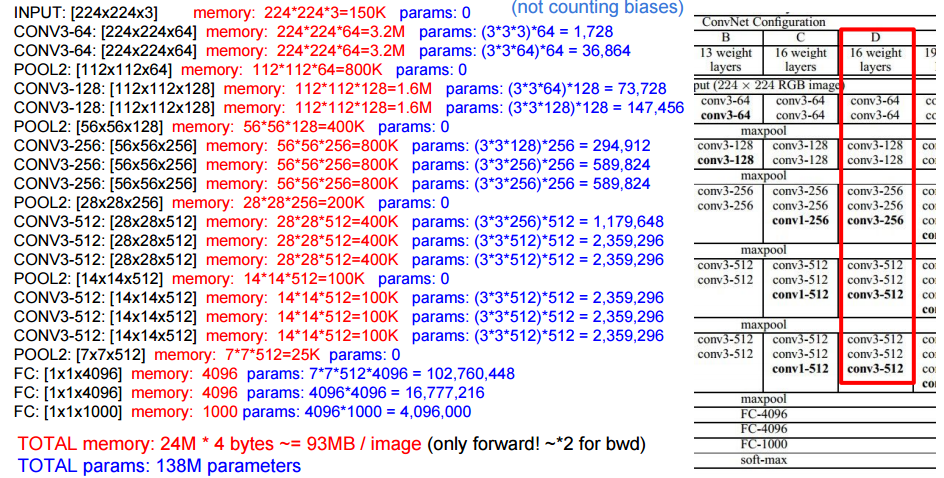 (not counting biases)
INPUT: [224x224x3] memory: 224*224*3=150K params: 0
CONV3-64: [224x224x64] memory: 224*224*64=3.2M params: (3*3*3)*64 = 1,728
CONV3-64: [224x224x64] memory: 224*224*64=3.2M params: (3*3*64)*64 = 36,864
POOL2: [112x112x64] memory: 112*112*64=800K params: 0
CONV3-128: [112x112x128] memory: 112*112*128=1.6M params: (3*3*64)*128 = 73,728
CONV3-128: [112x112x128] memory: 112*112*128=1.6M params: (3*3*128)*128 = 147,456
POOL2: [56x56x128] memory: 56*56*128=400K params: 0
CONV3-256: [56x56x256] memory: 56*56*256=800K params: (3*3*128)*256 = 294,912
CONV3-256: [56x56x256] memory: 56*56*256=800K params: (3*3*256)*256 = 589,824
CONV3-256: [56x56x256] memory: 56*56*256=800K params: (3*3*256)*256 = 589,824
POOL2: [28x28x256] memory: 28*28*256=200K params: 0
CONV3-512: [28x28x512] memory: 28*28*512=400K params: (3*3*256)*512 = 1,179,648
CONV3-512: [28x28x512] memory: 28*28*512=400K params: (3*3*512)*512 = 2,359,296
CONV3-512: [28x28x512] memory: 28*28*512=400K params: (3*3*512)*512 = 2,359,296
POOL2: [14x14x512] memory: 14*14*512=100K params: 0
CONV3-512: [14x14x512] memory: 14*14*512=100K params: (3*3*512)*512 = 2,359,296
CONV3-512: [14x14x512] memory: 14*14*512=100K params: (3*3*512)*512 = 2,359,296
CONV3-512: [14x14x512] memory: 14*14*512=100K params: (3*3*512)*512 = 2,359,296
POOL2: [7x7x512] memory: 7*7*512=25K params: 0
FC: [1x1x4096] memory: 4096 params: 7*7*512*4096 = 102,760,448
FC: [1x1x4096] memory: 4096 params: 4096*4096 = 16,777,216
FC: [1x1x1000] memory: 1000 params: 4096*1000 = 4,096,000
TOTAL memory: 24M * 4 bytes ~= 93MB / image (only forward! ~*2 for bwd)
TOTAL params: 138M parameters
ConvNet Configuration
B C D
13 weight 16 weight 16 weight 19
layers layers layers
put (224 × 224 RGB image)
conv3-64 conv3-64 conv3-64 co
conv3-64 conv3-64 conv3-64 co
maxpool
conv3-128 conv3-128 conv3-128 co
conv3-128 conv3-128 conv3-128 co
maxpool
conv3-256 conv3-256 conv3-256 co
conv3-256 conv3-256 conv3-256 co
conv1-256 conv3-256 co
co
maxpool
conv3-512 conv3-512 conv3-512 co
conv3-512 conv3-512 conv3-512 co
conv1-512 conv3-512 co
co
maxpool
conv3-512 conv3-512 conv3-512 co
conv3-512 conv3-512 conv3-512 co
conv1-512 conv3-512 co
co
maxpool
FC-4096
FC-4096
FC-1000
soft-max